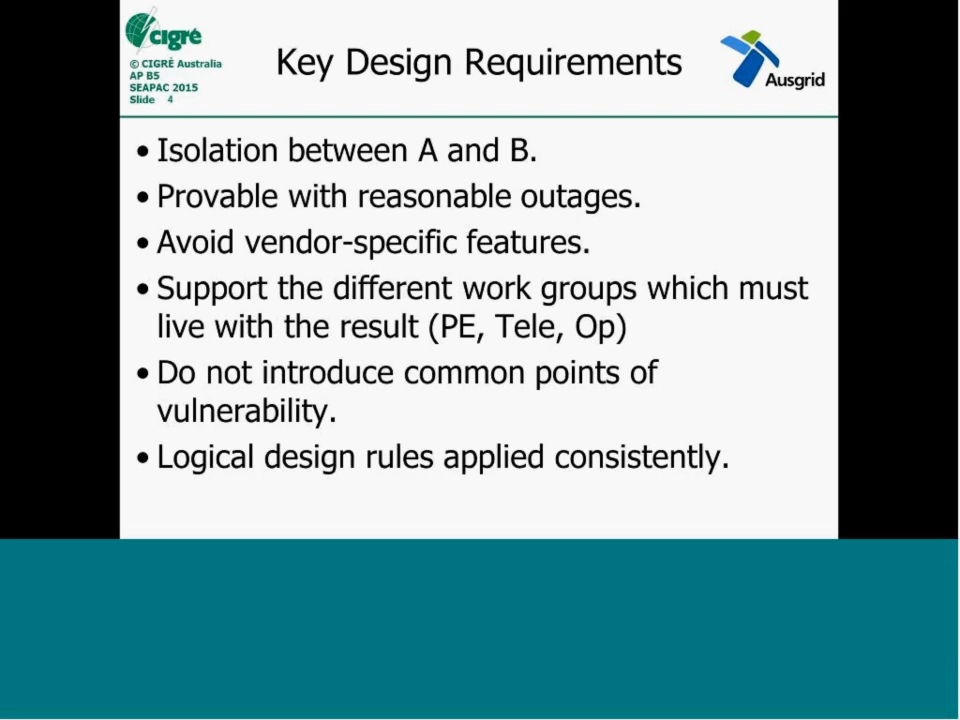 cigré
© CIGRÉ Australia
AP B5
SEAPAC 2015
Slide 4
Key Design Requirements
Ausgrid
• Isolation between A and B.
• Provable with reasonable outages.
• Avoid vendor-specific features.
• Support the different work groups which must
live with the result (PE, Tele, Op)
• Do not introduce common points of
vulnerability.
• Logical design rules applied consistently.